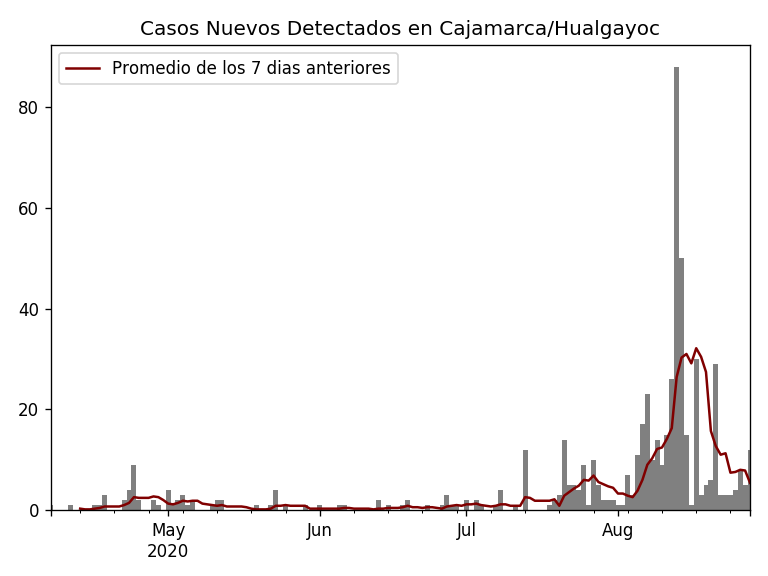 Casos Nuevos Detectados en Cajamarca/Hualgayoc
Promedio de los 7 dias anteriores
80
60
40
20
0
May Jun Jul Aug
2020